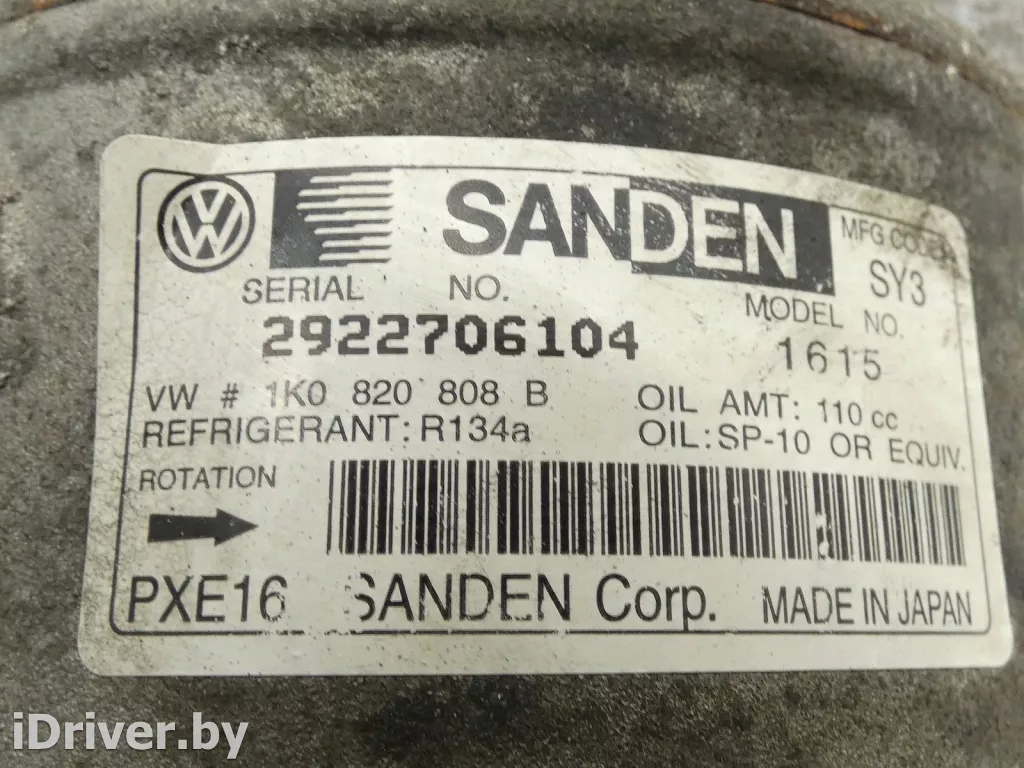 SANDEN
MFG CODE
SY3
SERIAL NO.
2922706104
MODEL NO.
1615
VW # 1K0 820 808 B
OIL AMT: 110 cc
REFRIGERANT: R134a
OIL: SP-10 OR EQUIV.
ROTATION
PXE16 SANDEN Corp. MADE IN JAPAN
iDriver.by